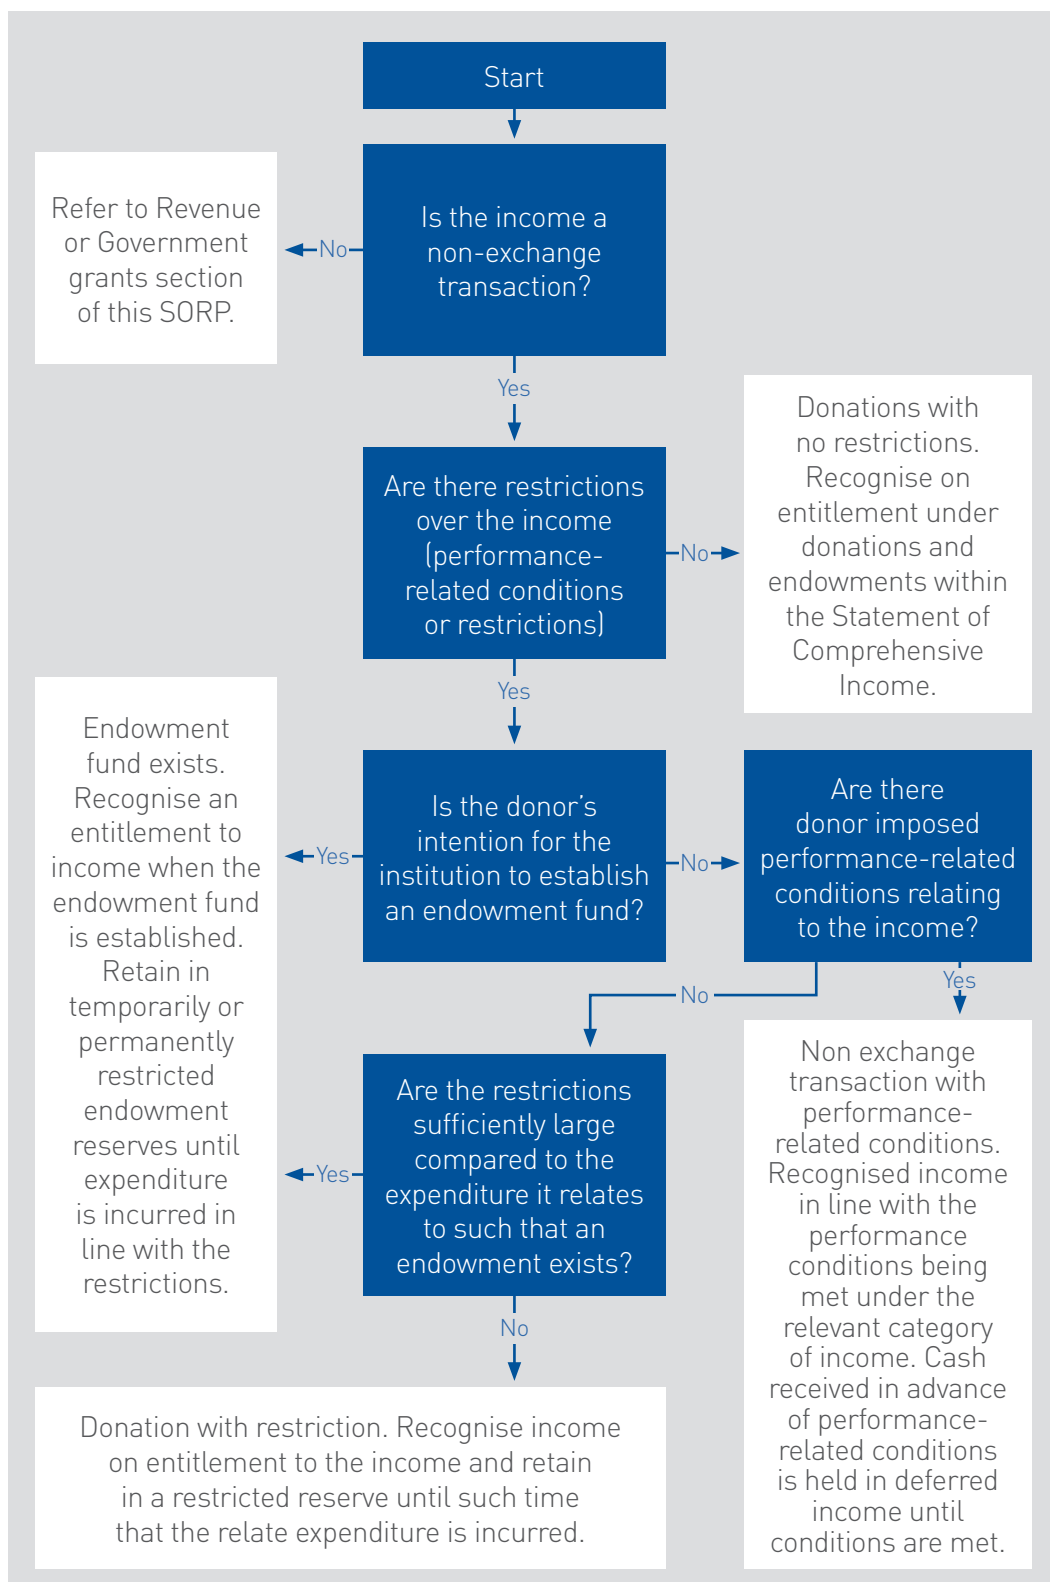 Start
Is the income a
non-exchange
transaction?
No
Refer to Revenue
or Government
grants section
of this SORP.
Yes
Are there restrictions
over the income
(performance-
related conditions
or restrictions)
No
Donations with
no restrictions.
Recognise on
entitlement under
donations and
endowments within
the Statement of
Comprehensive
Income.
Yes
Is the donor’s
intention for the
institution to establish
an endowment fund?
Yes
Endowment
fund exists.
Recognise an
entitlement to
income when the
endowment fund
is established.
Retain in
temporarily or
permanently
restricted
endowment
reserves until
expenditure
is incurred in
line with the
restrictions.
No
Are there
donor imposed
performance-related
conditions relating
to the income?
Yes
Non exchange
transaction with
performance-
related conditions.
Recognised income
in line with the
performance
conditions being
met under the
relevant category
of income. Cash
received in advance
of performance-
related conditions
is held in deferred
income until
conditions are met.
No
Are the restrictions
sufficiently large
compared to the
expenditure it relates
to such that an
endowment exists?
Yes
No
Donation with restriction. Recognise income
on entitlement to the income and retain
in a restricted reserve until such time
that the relate expenditure is incurred.